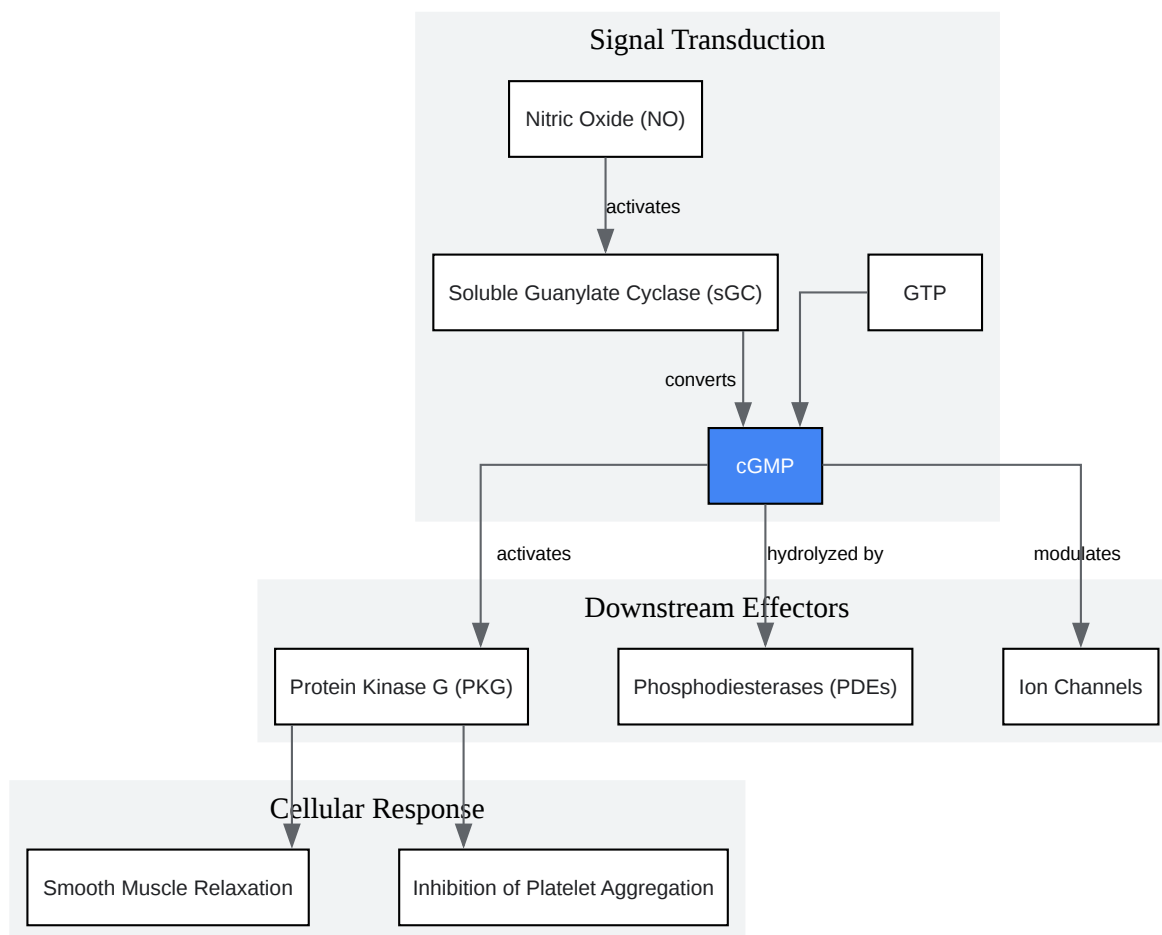 Signal Transduction
Nitric Oxide (NO)
activates
Soluble Guanylate Cyclase (sGC)
GTP
converts
cGMP
activates
hydrolyzed by
modulates
Downstream Effectors
Protein Kinase G (PKG)
Phosphodiesterases (PDEs)
Ion Channels
Cellular Response
Smooth Muscle Relaxation
Inhibition of Platelet Aggregation